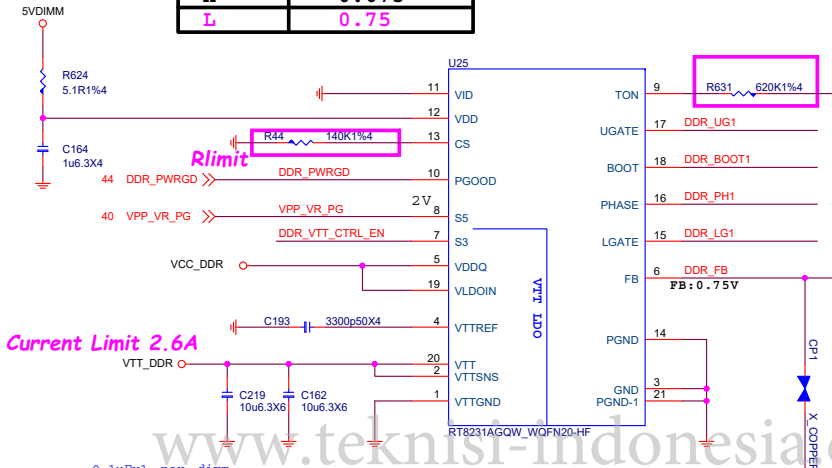 L 0.75
5VDIMM
R624
5.1R1%4
C164
1u6.3X4
R44 140K1%4
Rlimit
44 DDR_PWRGD DDR_PWRGD
40 VPP_VR_PG VPP_VR_PG
2V
DDR_VTT_CTRL_EN
VCC_DDR
C193 3300p50X4
Current Limit 2.6A
VTT_DDR
C219
10u6.3X6
C162
10u6.3X6
U25
11 VID
12 VDD
13 CS
10 PGOOD
8 S5
7 S3
5 VDDQ
19 VLDOIN
4 VTTREF
20 VTT
2 VTTSNS
1 VTTGND
VTT LDO
TON 9
UGATE 17
BOOT 18
PHASE 16
LGATE 15
FB 6
PGND 14
GND 3
PGND-1 21
RT8231AGQW_WQFN20-HF
R631 620K1%4
DDR_UG1
DDR_BOOT1
DDR_PH1
DDR_LG1
DDR_FB
FB:0.75V
CP1
X_COPPER
www.teknisi-indonesia.